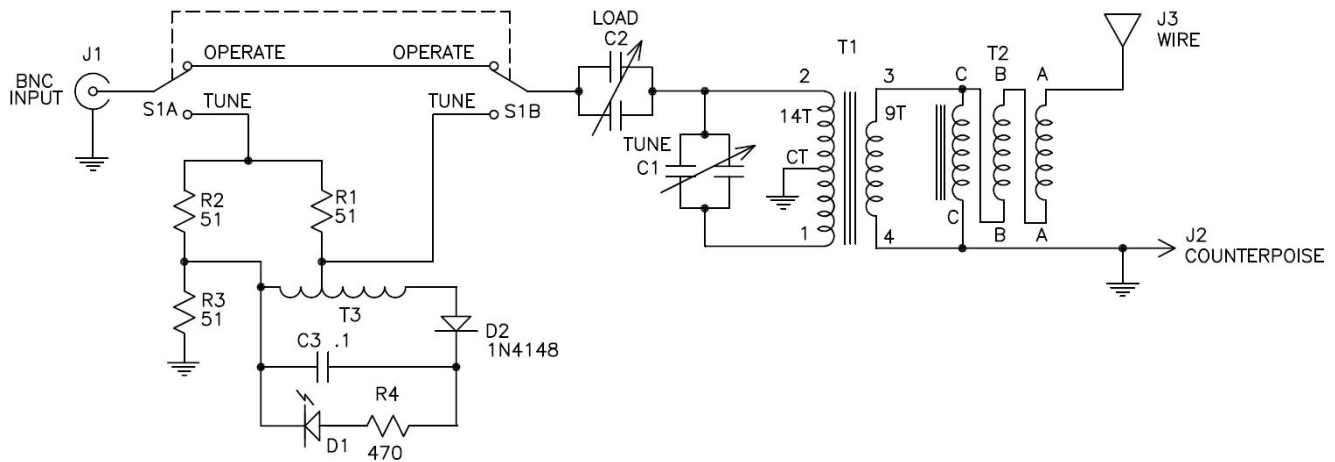 J1
BNC
INPUT
OPERATE
OPERATE
S1A
TUNE
TUNE
S1B
LOAD
C2
TUNE
C1
T1
2
14T
CT
1
3
9T
4
C
T2
B
A
C
B
A
J3
WIRE
J2
COUNTERPOISE
R2
51
R1
51
R3
51
T3
C3 .1
D2
1N4148
D1
R4
470